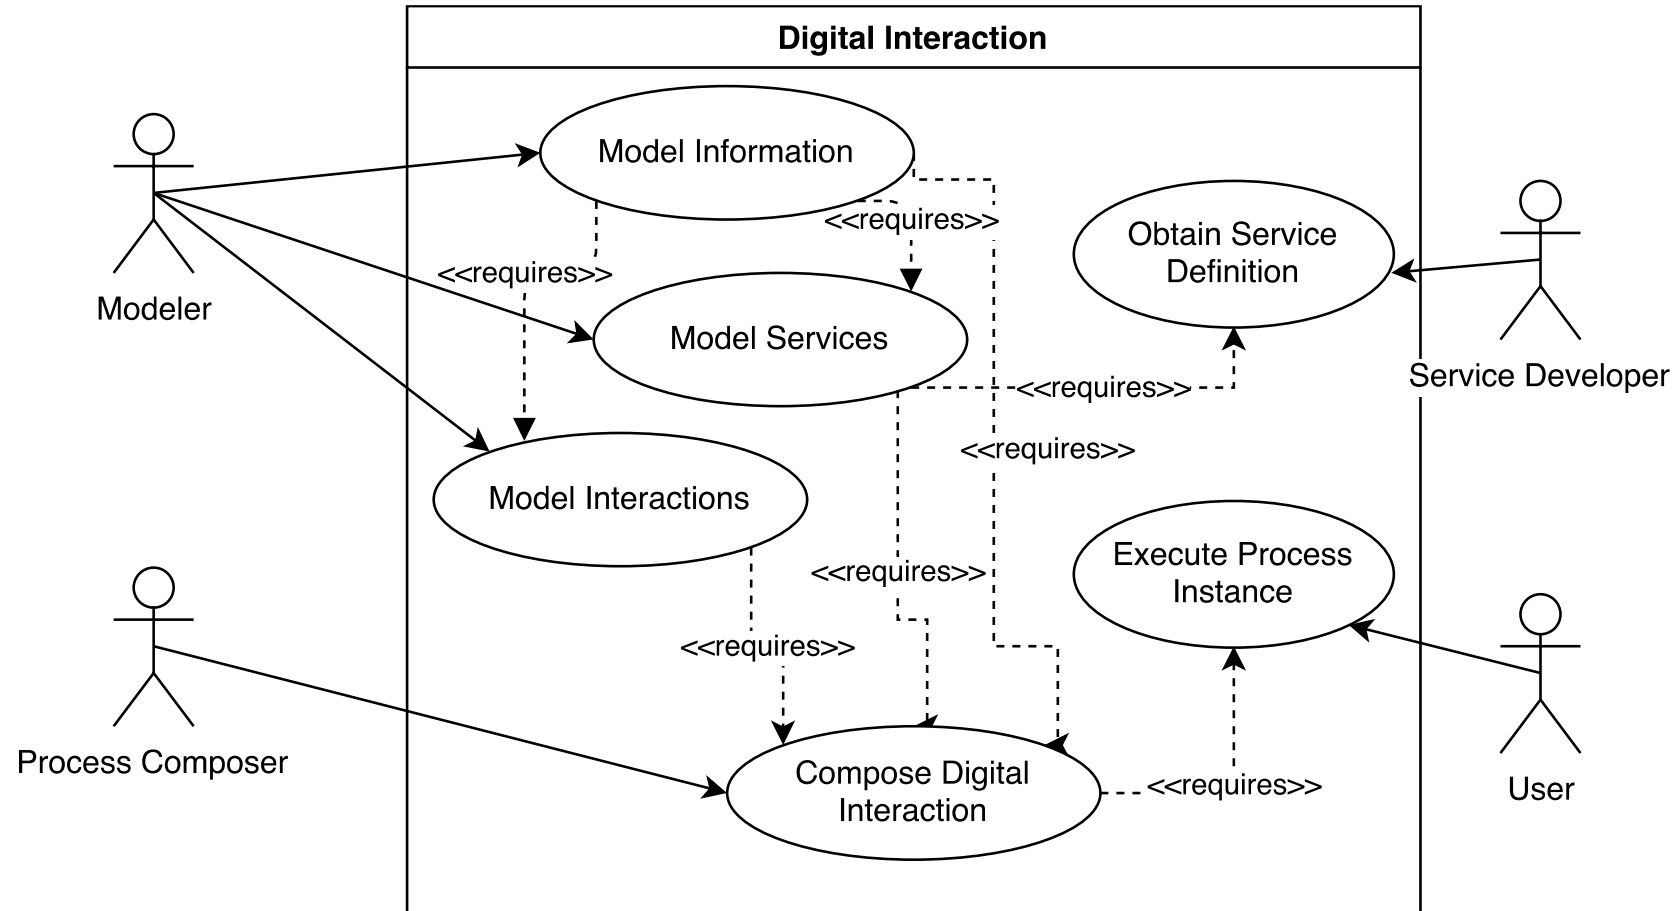 Digital Interaction
Model Information
<<requires>>
Obtain Service
Definition
<<requires>>
Modeler
Model Services
Service Developer
<<requires>>
<<requires>>
Model Interactions
Execute Process
Instance
<<requires>>
<<requires>>
Process Composer
Compose Digital
Interaction
<<requires>>
User